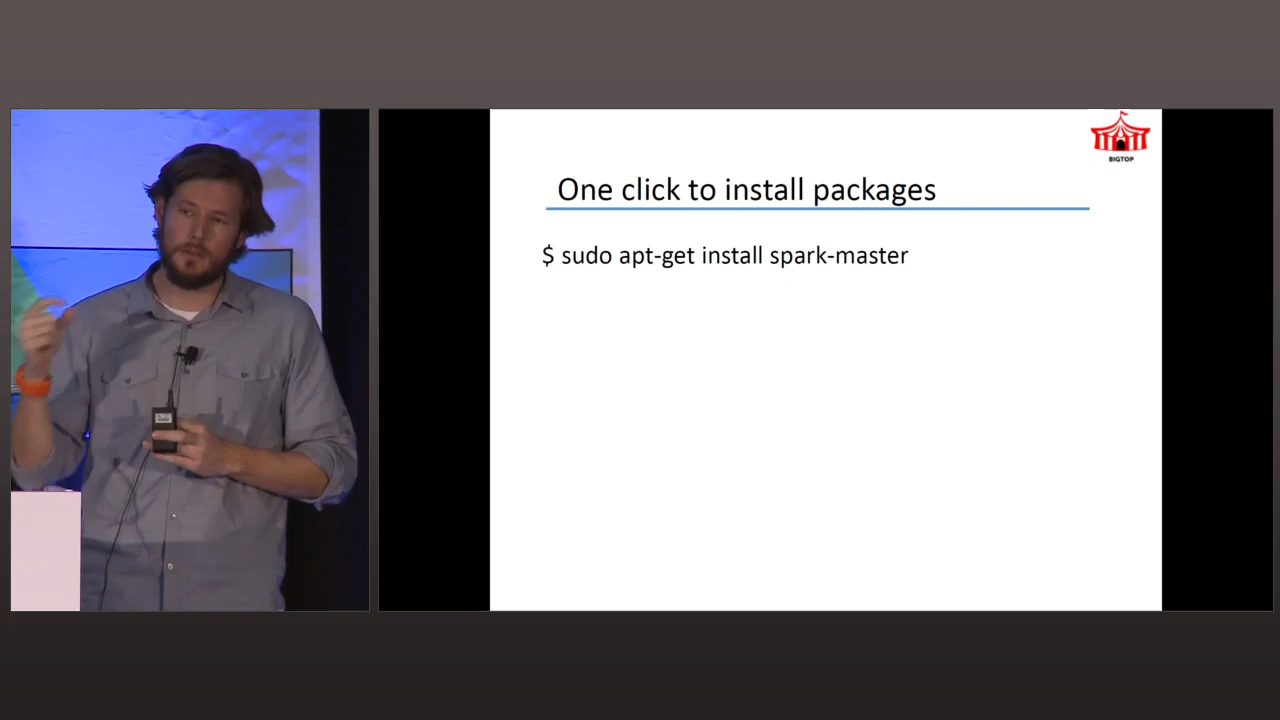 BIGTOP
One click to install packages
$ sudo apt-get install spark-master